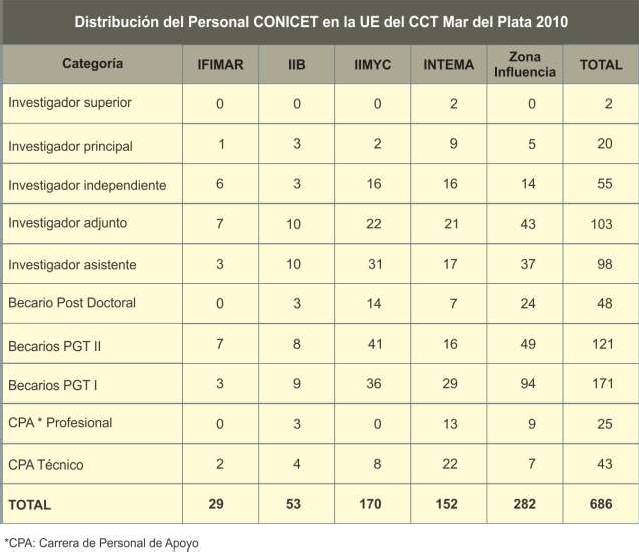 Distribución del Personal CONICET en la UE del CCT Mar del Plata 2010
Categoría IFIMAR IIB IIMYC INTEMA Zona Influencia TOTAL
Investigador superior 0 0 0 2 0 2
Investigador principal 1 3 2 9 5 20
Investigador independiente 6 3 16 16 14 55
Investigador adjunto 7 10 22 21 43 103
Investigador asistente 3 10 31 17 37 98
Becario Post Doctoral 0 3 14 7 24 48
Becarios PGT II 7 8 41 16 49 121
Becarios PGT I 3 9 36 29 94 171
CPA * Profesional 0 3 0 13 9 25
CPA Técnico 2 4 8 22 7 43
TOTAL 29 53 170 152 282 686
*CPA: Carrera de Personal de Apoyo